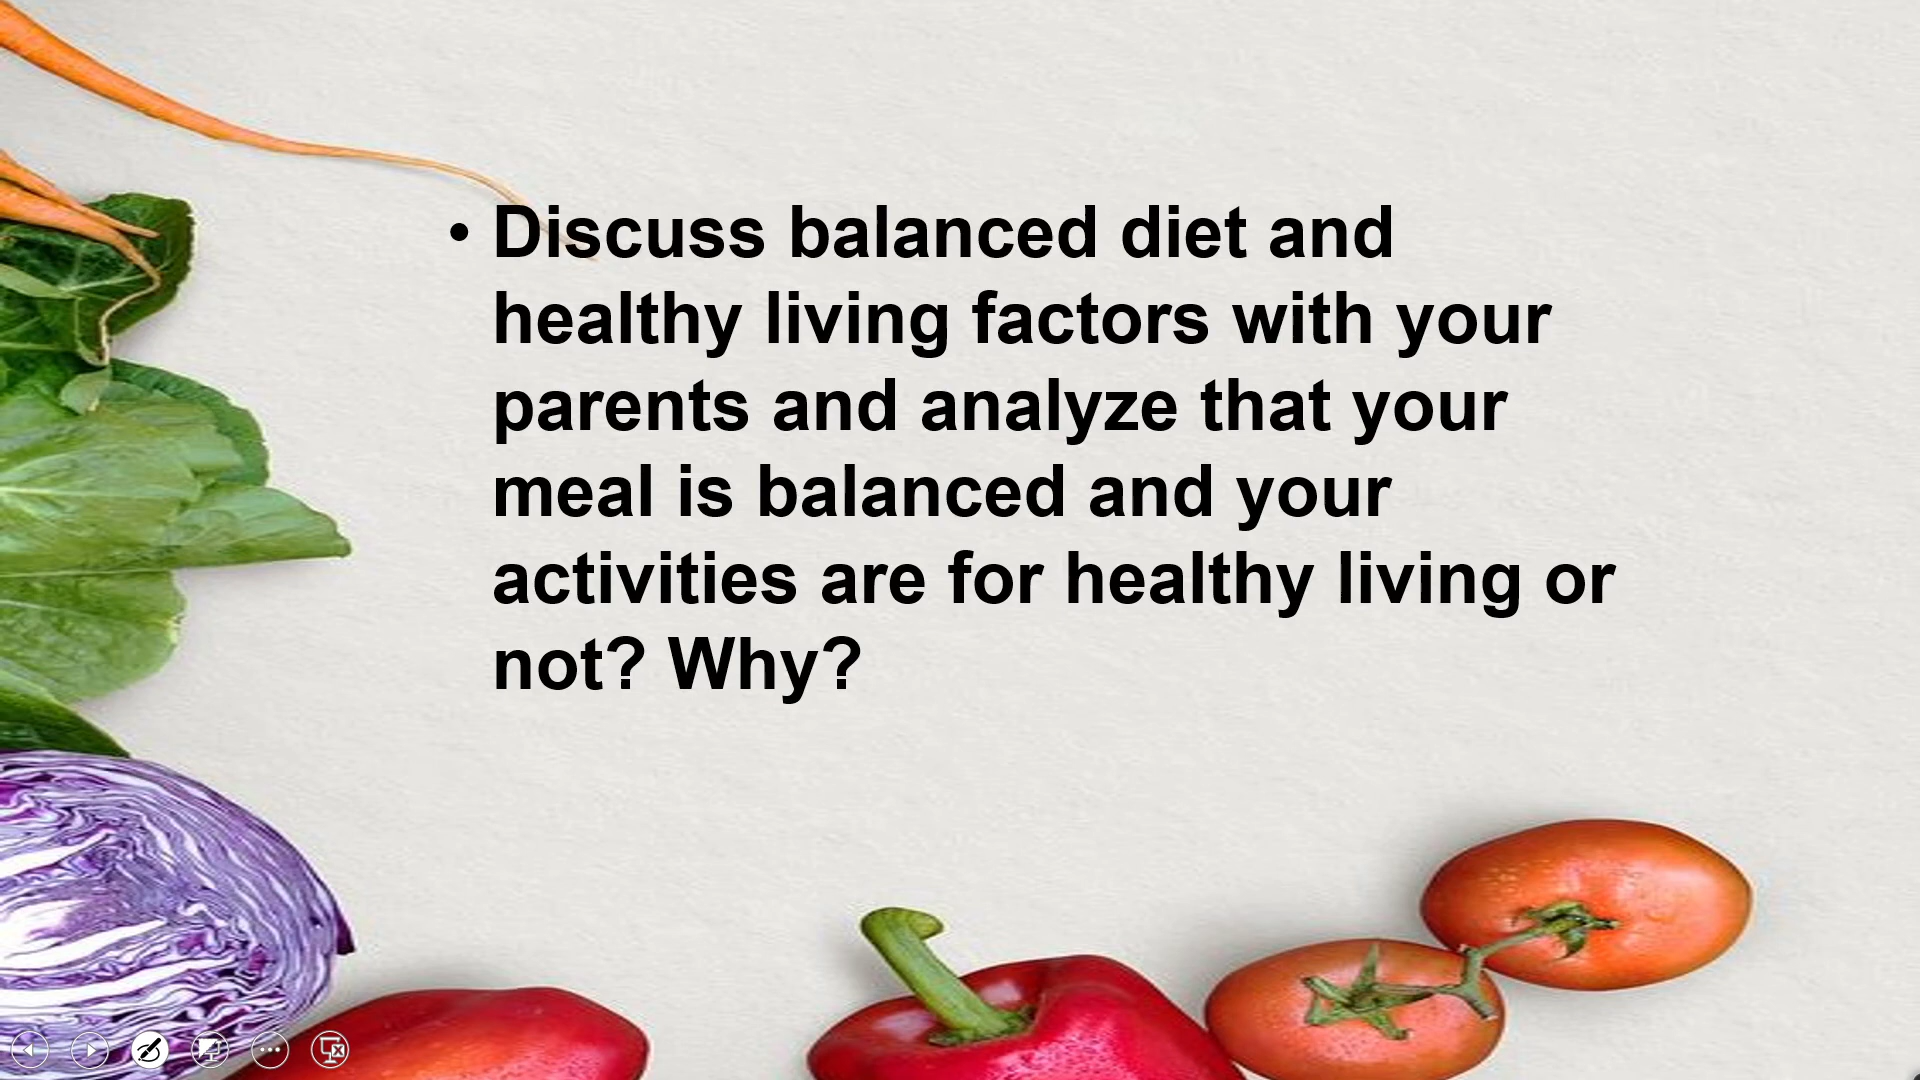 • Discuss balanced diet and
healthy living factors with your
parents and analyze that your
meal is balanced and your
activities are for healthy living or
not? Why?